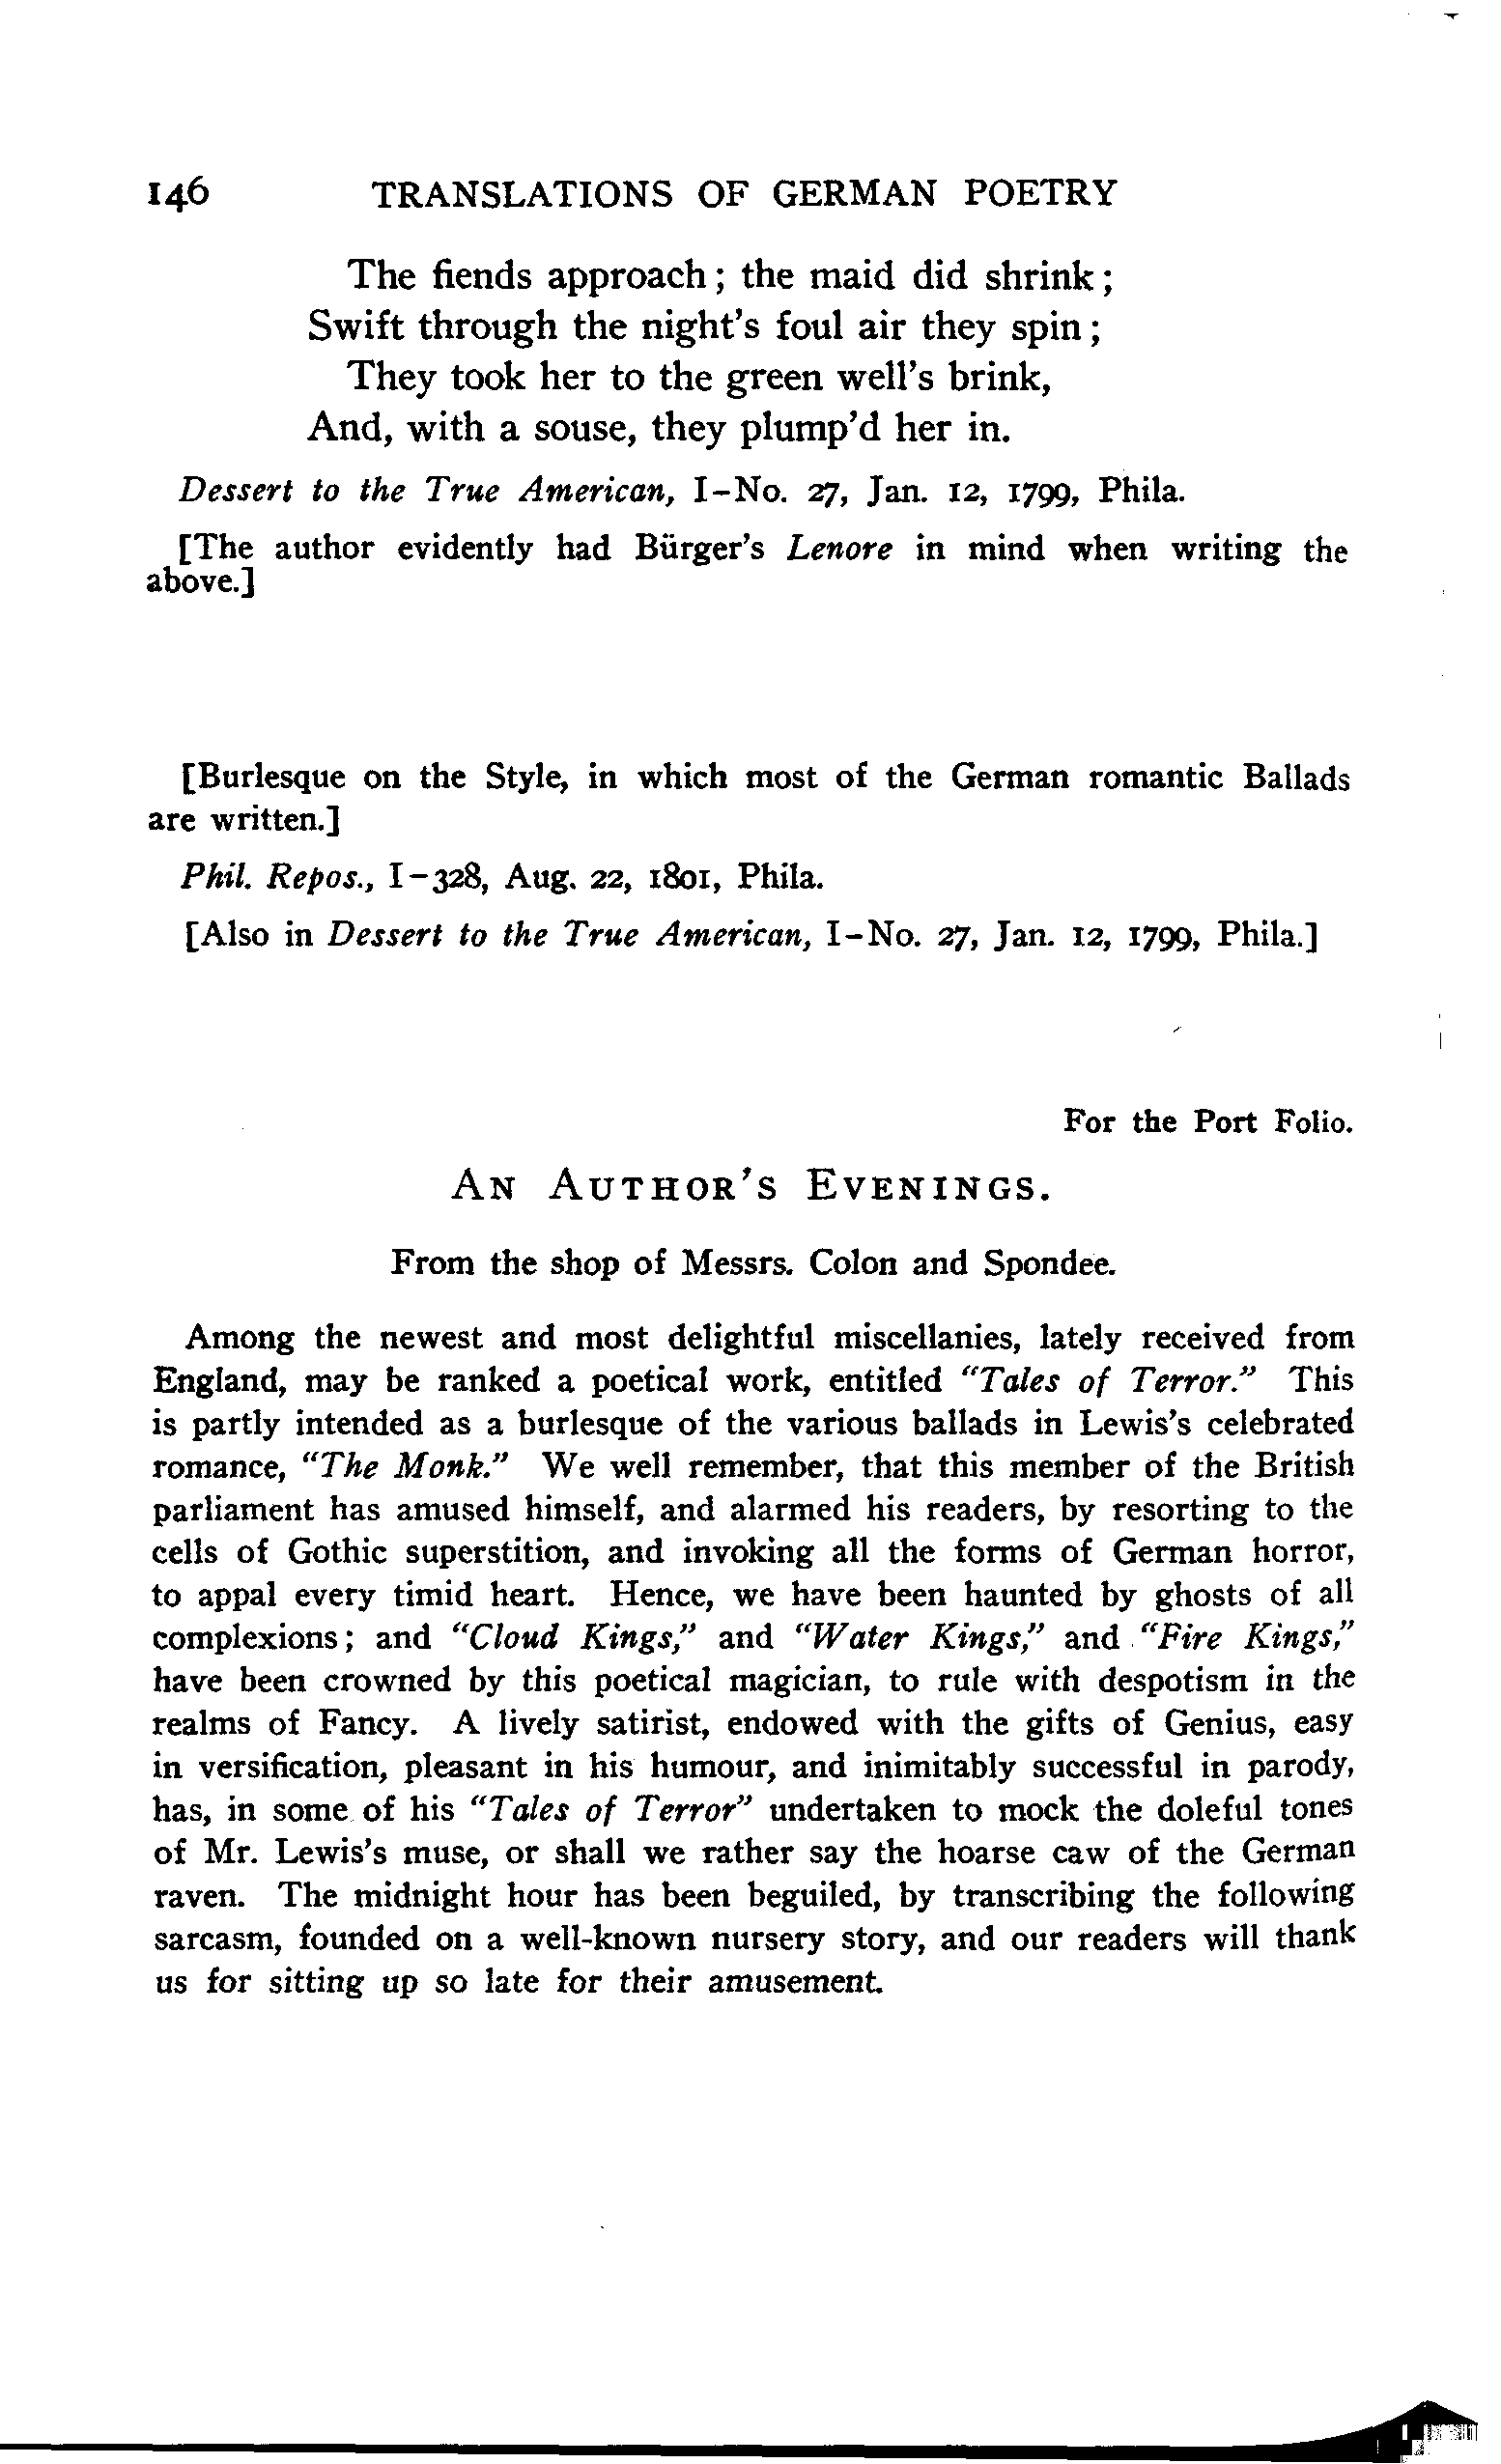 146 TRANSLATIONS OF GERMAN POETRY
The fiends approach; the maid did shrink;
Swift through the night's foul air they spin;
They took her to the green well's brink,
And, with a souse, they plump'd her in.
Dessert to the True American, I-No. 27, Jan. 12, 1799, Phila.
[The author evidently had Bürger's Lenore in mind when writing the
above.]
[Burlesque on the Style, in which most of the German romantic Ballads
are written.]
Phil. Repos., I-328, Aug. 22, 1801, Phila.
[Also in Dessert to the True American, I-No. 27, Jan. 12, 1799, Phila.]
For the Port Folio.
AN AUTHOR'S EVENINGS.
From the shop of Messrs. Colon and Spondee.
Among the newest and most delightful miscellanies, lately received from
England, may be ranked a poetical work, entitled "Tales of Terror." This
is partly intended as a burlesque of the various ballads in Lewis's celebrated
romance, "The Monk." We well remember, that this member of the British
parliament has amused himself, and alarmed his readers, by resorting to the
cells of Gothic superstition, and invoking all the forms of German horror,
to appal every timid heart. Hence, we have been haunted by ghosts of all
complexions; and "Cloud Kings," and "Water Kings," and "Fire Kings,"
have been crowned by this poetical magician, to rule with despotism in the
realms of Fancy. A lively satirist, endowed with the gifts of Genius, easy
in versification, pleasant in his humour, and inimitably successful in parody,
has, in some of his "Tales of Terror" undertaken to mock the doleful tones
of Mr. Lewis's muse, or shall we rather say the hoarse caw of the German
raven. The midnight hour has been beguiled, by transcribing the following
sarcasm, founded on a well-known nursery story, and our readers will thank
us for sitting up so late for their amusement.